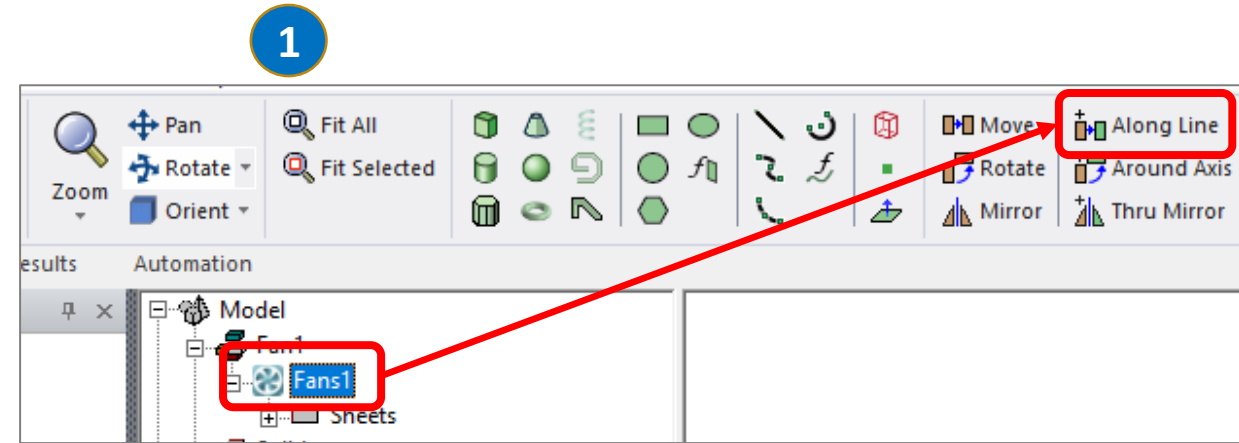 1
Pan Fit All Move Along Line
Zoom Rotate Fit Selected Rotate Around Axis
Orient Mirror Thru Mirror
esults Automation
Model
Fan1
Fans1
Sheets